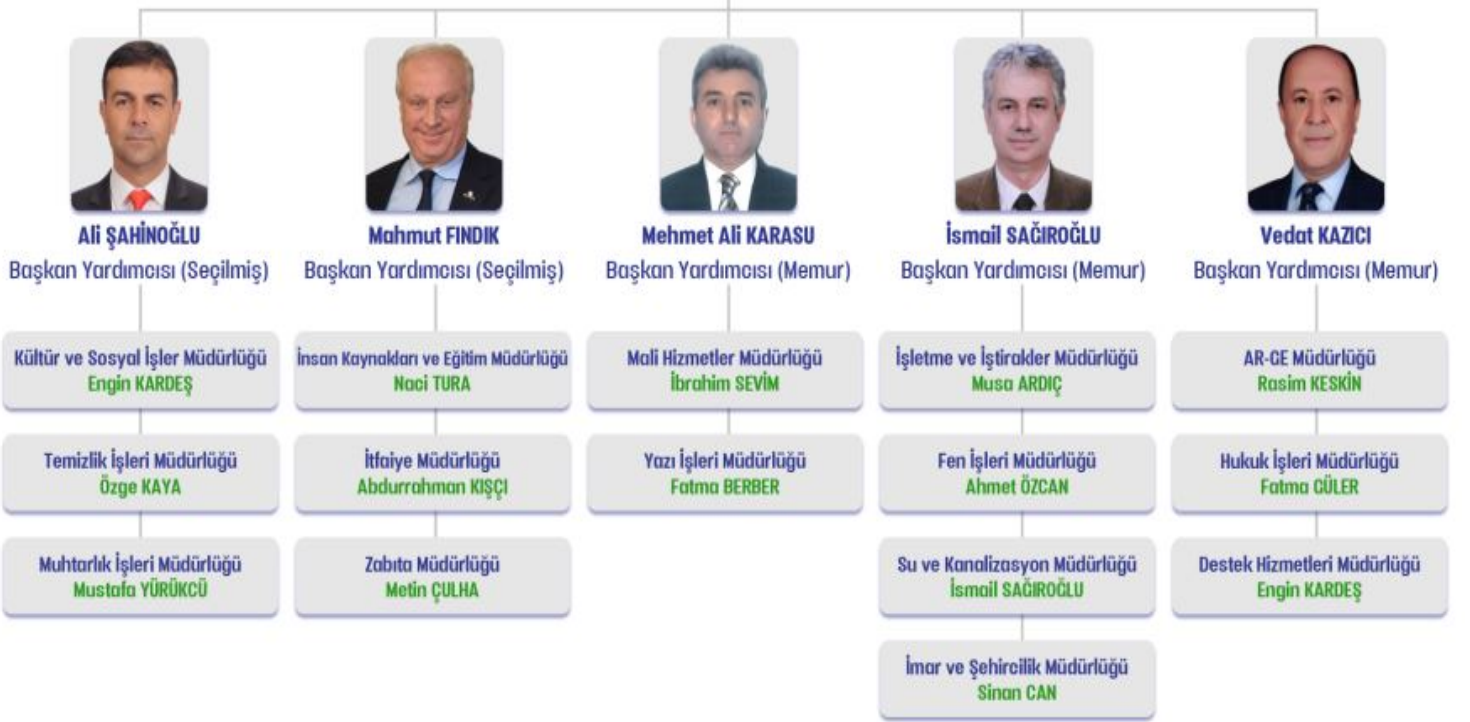 Ali ŞAHİNOĞLU
Başkan Yardımcısı (Seçilmiş)
Kültür ve Sosyal İşler Müdürlüğü
Engin KARDEŞ
Temizlik İşleri Müdürlüğü
Özge KAYA
Muhtarlık İşleri Müdürlüğü
Mustafa YÜRÜKCÜ
Mahmut FINDIK
Başkan Yardımcısı (Seçilmiş)
İnsan Kaynakları ve Eğitim Müdürlüğü
Naci TURA
İtfaiye Müdürlüğü
Abdurrahman KIŞÇI
Zabıta Müdürlüğü
Metin ÇULHA
Mehmet Ali KARASU
Başkan Yardımcısı (Memur)
Mali Hizmetler Müdürlüğü
İbrahim SEVİM
Yazı İşleri Müdürlüğü
Fatma BERBER
İsmail SAĞIROĞLU
Başkan Yardımcısı (Memur)
İşletme ve İştirakler Müdürlüğü
Musa ARDIÇ
Fen İşleri Müdürlüğü
Ahmet ÖZCAN
Su ve Kanalizasyon Müdürlüğü
İsmail SAĞIROĞLU
İmar ve Şehircilik Müdürlüğü
Sinan CAN
Vedat KAZICI
Başkan Yardımcısı (Memur)
AR-GE Müdürlüğü
Rasim KESKİN
Hukuk İşleri Müdürlüğü
Fatma GÜLER
Destek Hizmetleri Müdürlüğü
Engin KARDEŞ